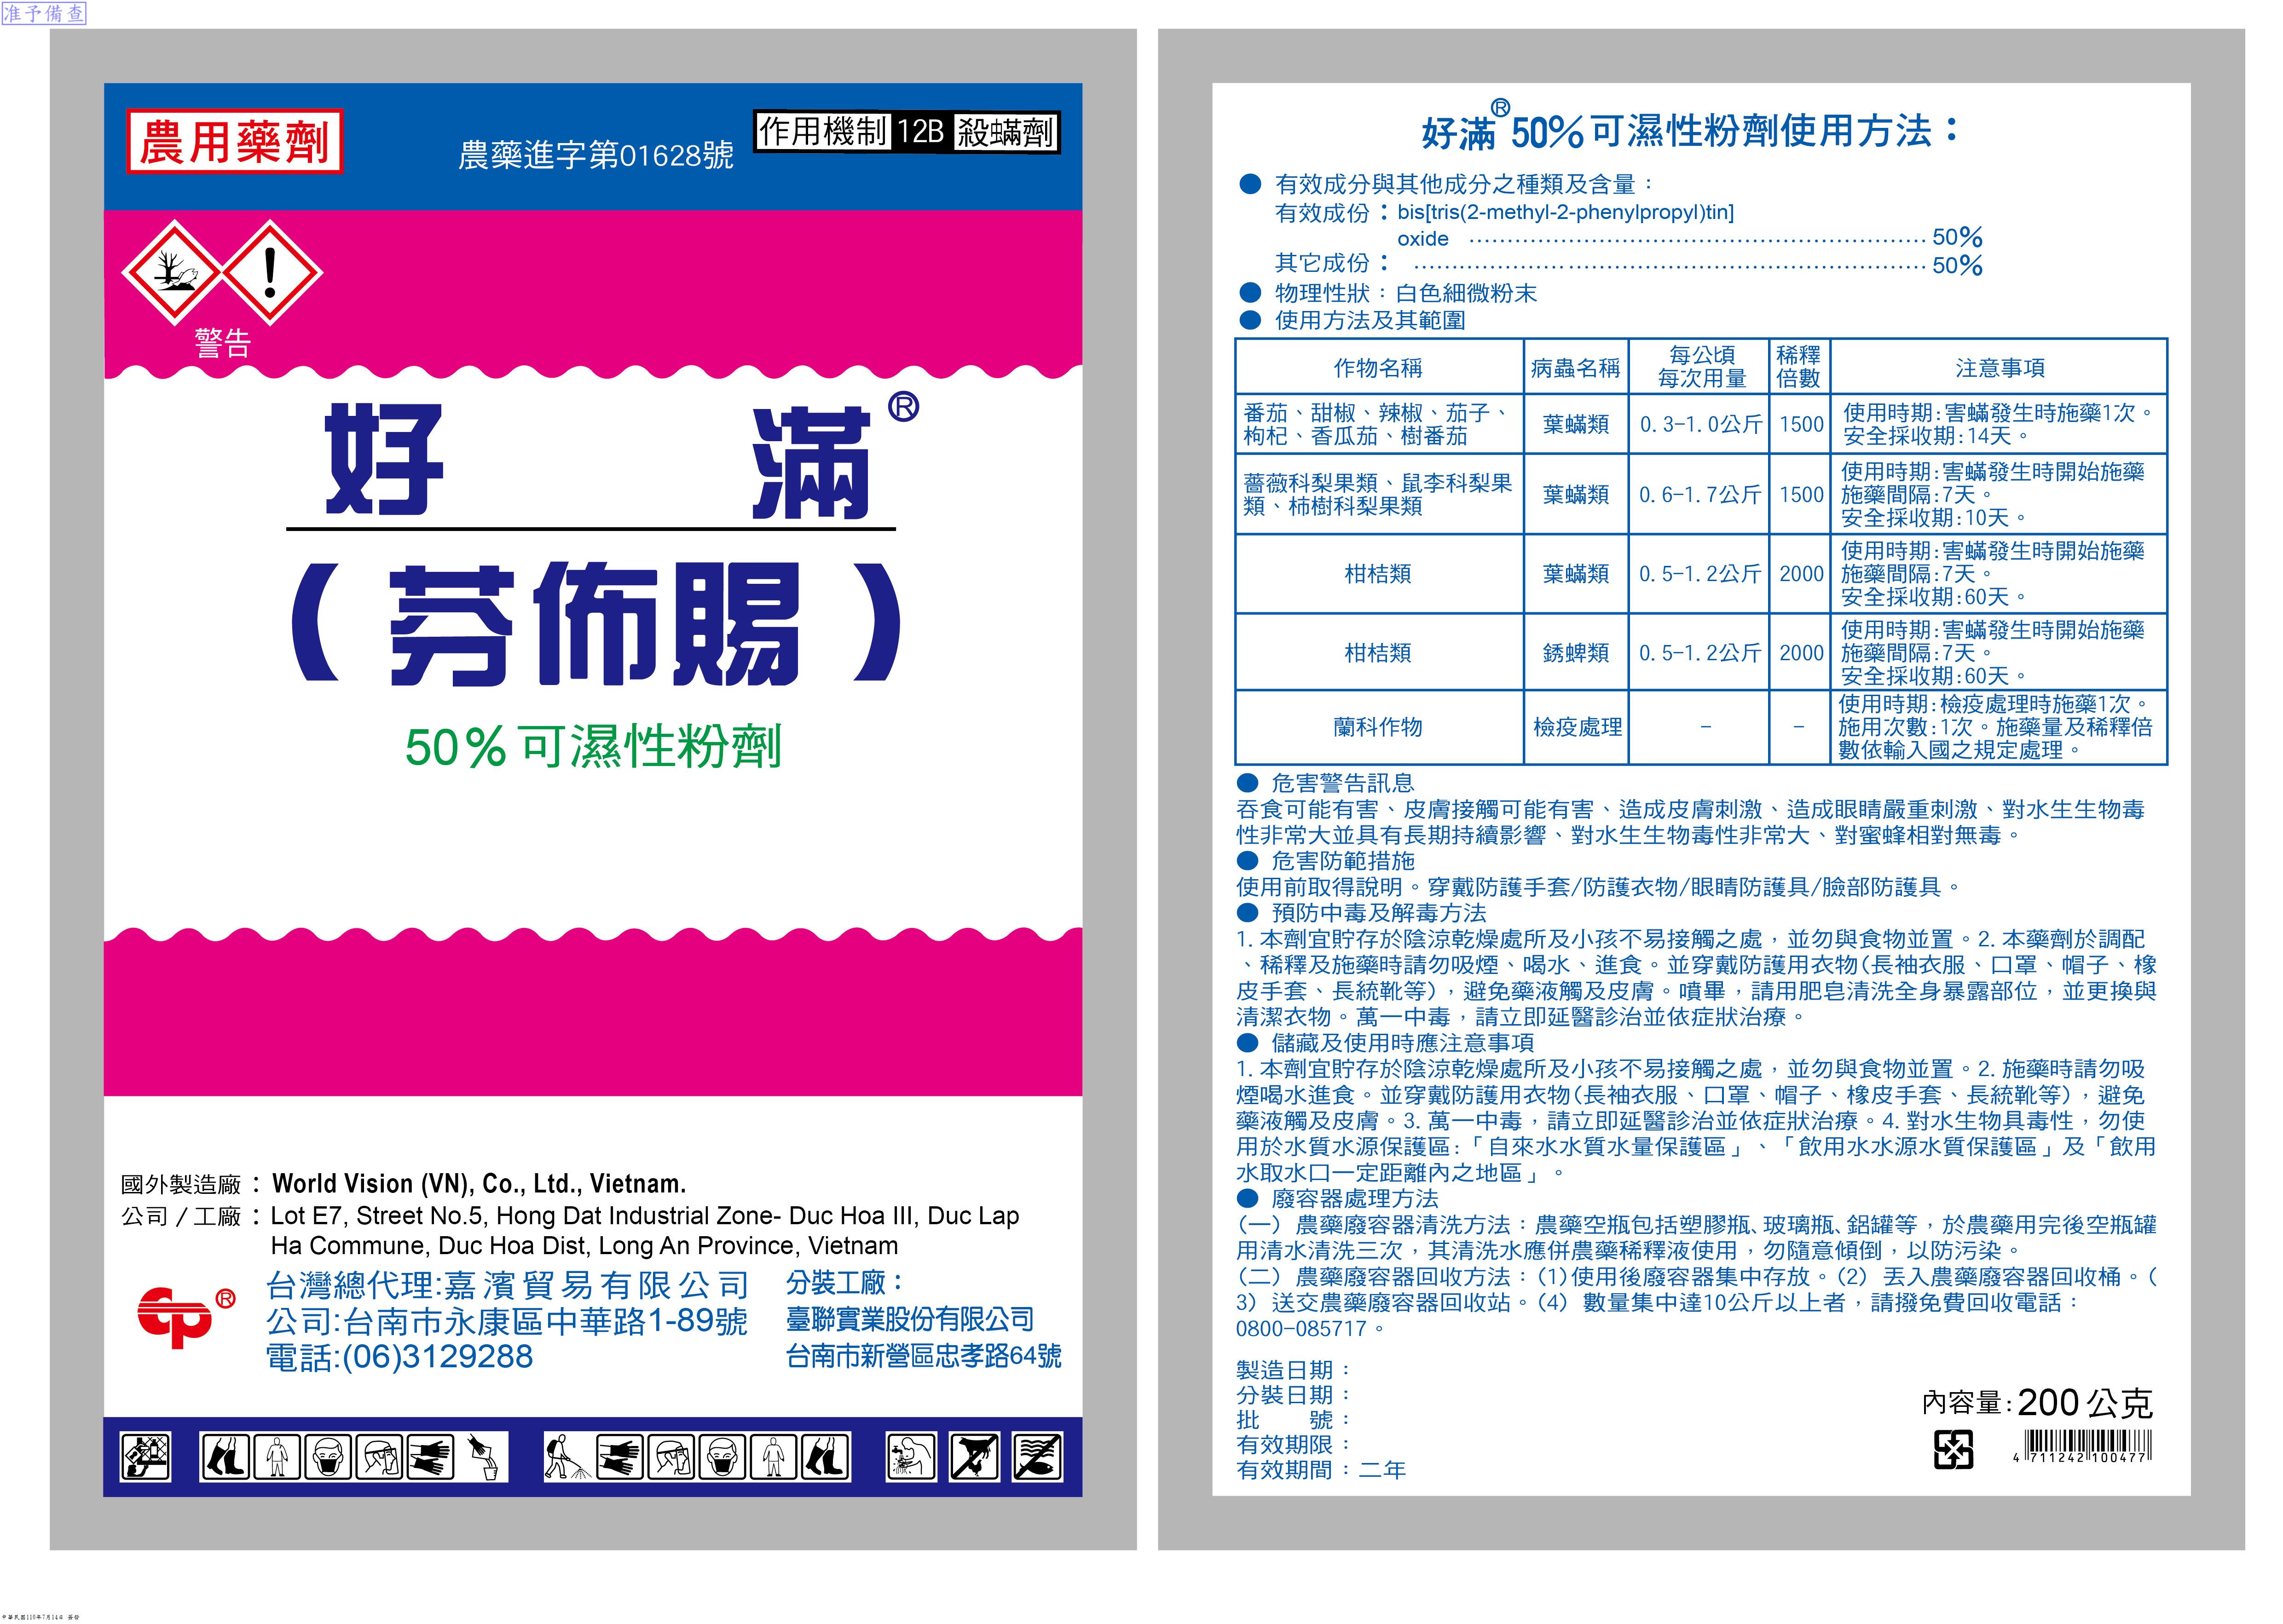 准予備查
農用藥劑
農藥進字第01628號
作用機制 12B 殺蟎劑
警告
好滿®
(芬佈賜)
50%可濕性粉劑
國外製造廠：World Vision (VN), Co., Ltd., Vietnam.
公司/工廠：Lot E7, Street No.5, Hong Dat Industrial Zone- Duc Hoa III, Duc Lap
Ha Commune, Duc Hoa Dist, Long An Province, Vietnam
CP®
台灣總代理:嘉濱貿易有限公司
公司:台南市永康區中華路1-89號
電話:(06)3129288
分裝工廠：
臺聯實業股份有限公司
台南市新營區忠孝路64號
好滿®50%可濕性粉劑使用方法：
● 有效成分與其他成分之種類及含量：
有效成份：bis[tris(2-methyl-2-phenylpropyl)tin]
oxide ………………………………………………… 50%
其它成份： ………………………………………………… 50%
● 物理性狀：白色細微粉末
● 使用方法及其範圍
作物名稱 病蟲名稱 每公頃每次用量 稀釋倍數 注意事項
番茄、甜椒、辣椒、茄子、
枸杞、香瓜茄、樹番茄
葉蟎類 0.3-1.0公斤 1500
使用時期:害蟎發生時施藥1次。
安全採收期:14天。
薔薇科梨果類、鼠李科梨果
類、柿樹科梨果類
葉蟎類 0.6-1.7公斤 1500
使用時期:害蟎發生時開始施藥
施藥間隔:7天。
安全採收期:10天。
柑桔類 葉蟎類 0.5-1.2公斤 2000
使用時期:害蟎發生時開始施藥
施藥間隔:7天。
安全採收期:60天。
柑桔類 銹蜱類 0.5-1.2公斤 2000
使用時期:害蟎發生時開始施藥
施藥間隔:7天。
安全採收期:60天。
蘭科作物 檢疫處理 - -
使用時期:檢疫處理時施藥1次。
施用次數:1次。施藥量及稀釋倍
數依輸入國之規定處理。
● 危害警告訊息
吞食可能有害、皮膚接觸可能有害、造成皮膚刺激、造成眼睛嚴重刺激、對水生生物毒
性非常大並具有長期持續影響、對水生生物毒性非常大、對蜜蜂相對無毒。
● 危害防範措施
使用前取得說明。穿戴防護手套/防護衣物/眼睛防護具/臉部防護具。
● 預防中毒及解毒方法
1.本劑宜貯存於陰涼乾燥處所及小孩不易接觸之處，並勿與食物並置。2.本藥劑於調配
、稀釋及施藥時請勿吸煙、喝水、進食。並穿戴防護用衣物(長袖衣服、口罩、帽子、橡
皮手套、長統靴等)，避免藥液觸及皮膚。噴畢，請用肥皂清洗全身暴露部位，並更換與
清潔衣物。萬一中毒，請立即延醫診治並依症狀治療。
● 儲藏及使用時應注意事項
1.本劑宜貯存於陰涼乾燥處所及小孩不易接觸之處，並勿與食物並置。2.施藥時請勿吸
煙喝水進食。並穿戴防護用衣物(長袖衣服、口罩、帽子、橡皮手套、長統靴等)，避免
藥液觸及皮膚。3.萬一中毒，請立即延醫診治並依症狀治療。4.對水生物具毒性，勿使
用於水質水源保護區:「自來水水質水量保護區」、「飲用水水源水質保護區」及「飲用
水取水口一定距離內之地區」。
● 廢容器處理方法
(一) 農藥廢容器清洗方法：農藥空瓶包括塑膠瓶、玻璃瓶、鋁罐等，於農藥用完後空瓶罐
用清水清洗三次，其清洗水應併農藥稀釋液使用，勿隨意傾倒，以防污染。
(二) 農藥廢容器回收方法：(1)使用後廢容器集中存放。(2) 丟入農藥廢容器回收桶。(
3) 送交農藥廢容器回收站。(4) 數量集中達10公斤以上者，請撥免費回收電話：
0800-085717。
製造日期：
分裝日期：
批　　號：
有效期限：
有效期間：二年
內容量:200公克
4 711242 100477
中華民國110年7月14日 簽發